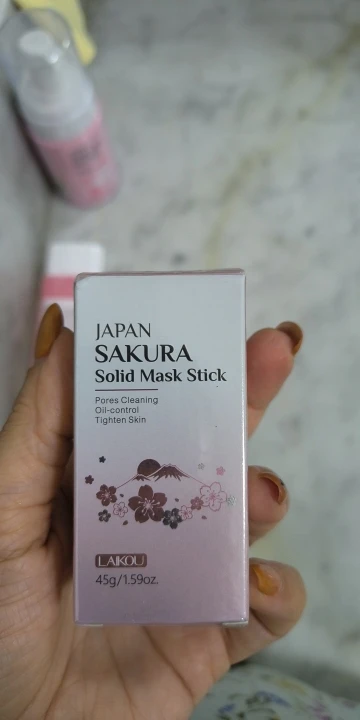 JAPAN
SAKURA
Solid Mask Stick
Pores Cleaning
Oil-control
Tighten Skin
LAIKOU
45g/1.59oz.